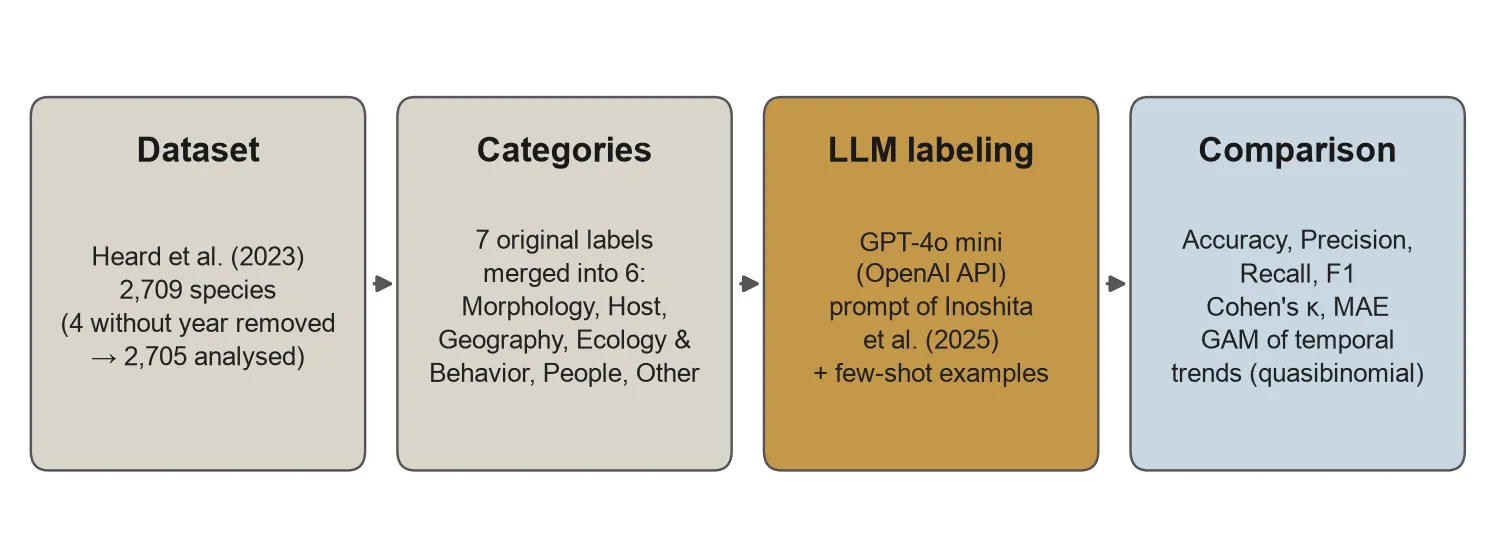 Dataset
Heard et al. (2023)
2,709 species
(4 without year removed
→ 2,705 analysed)
Categories
7 original labels
merged into 6:
Morphology, Host,
Geography, Ecology &
Behavior, People, Other
LLM labeling
GPT-4o mini
(OpenAI API)
prompt of Inoshita
et al. (2025)
+ few-shot examples
Comparison
Accuracy, Precision,
Recall, F1
Cohen's κ, MAE
GAM of temporal
trends (quasibinomial)